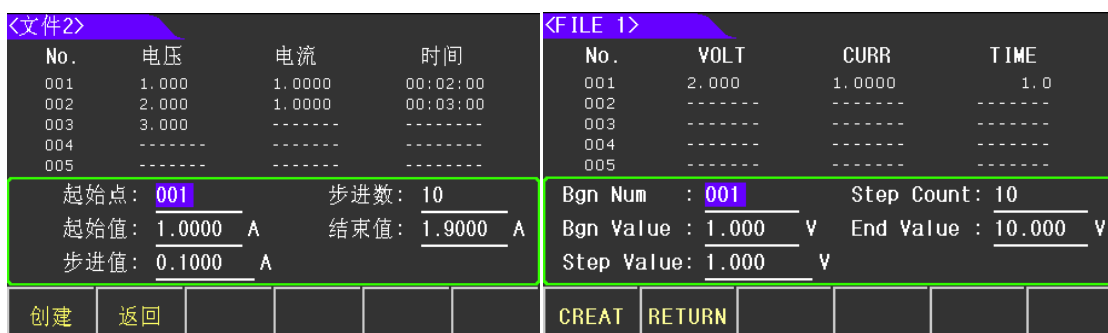 <文件2>
No. 电压 电流 时间
001 1.000 1.0000 00:02:00
002 2.000 1.0000 00:03:00
003 3.000 ------- --------
004 ------- ------- --------
005 ------- ------- --------
起始点: 001 步进数: 10
起始值: 1.0000 A 结束值: 1.9000 A
步进值: 0.1000 A
创建 返回
<FILE 1>
No. VOLT CURR TIME
001 2.000 1.0000 1.0
002 ------- ------- --------
003 ------- ------- --------
004 ------- ------- --------
005 ------- ------- --------
Bgn Num : 001 Step Count: 10
Bgn Value : 1.000 V End Value : 10.000 V
Step Value: 1.000 V
CREAT RETURN